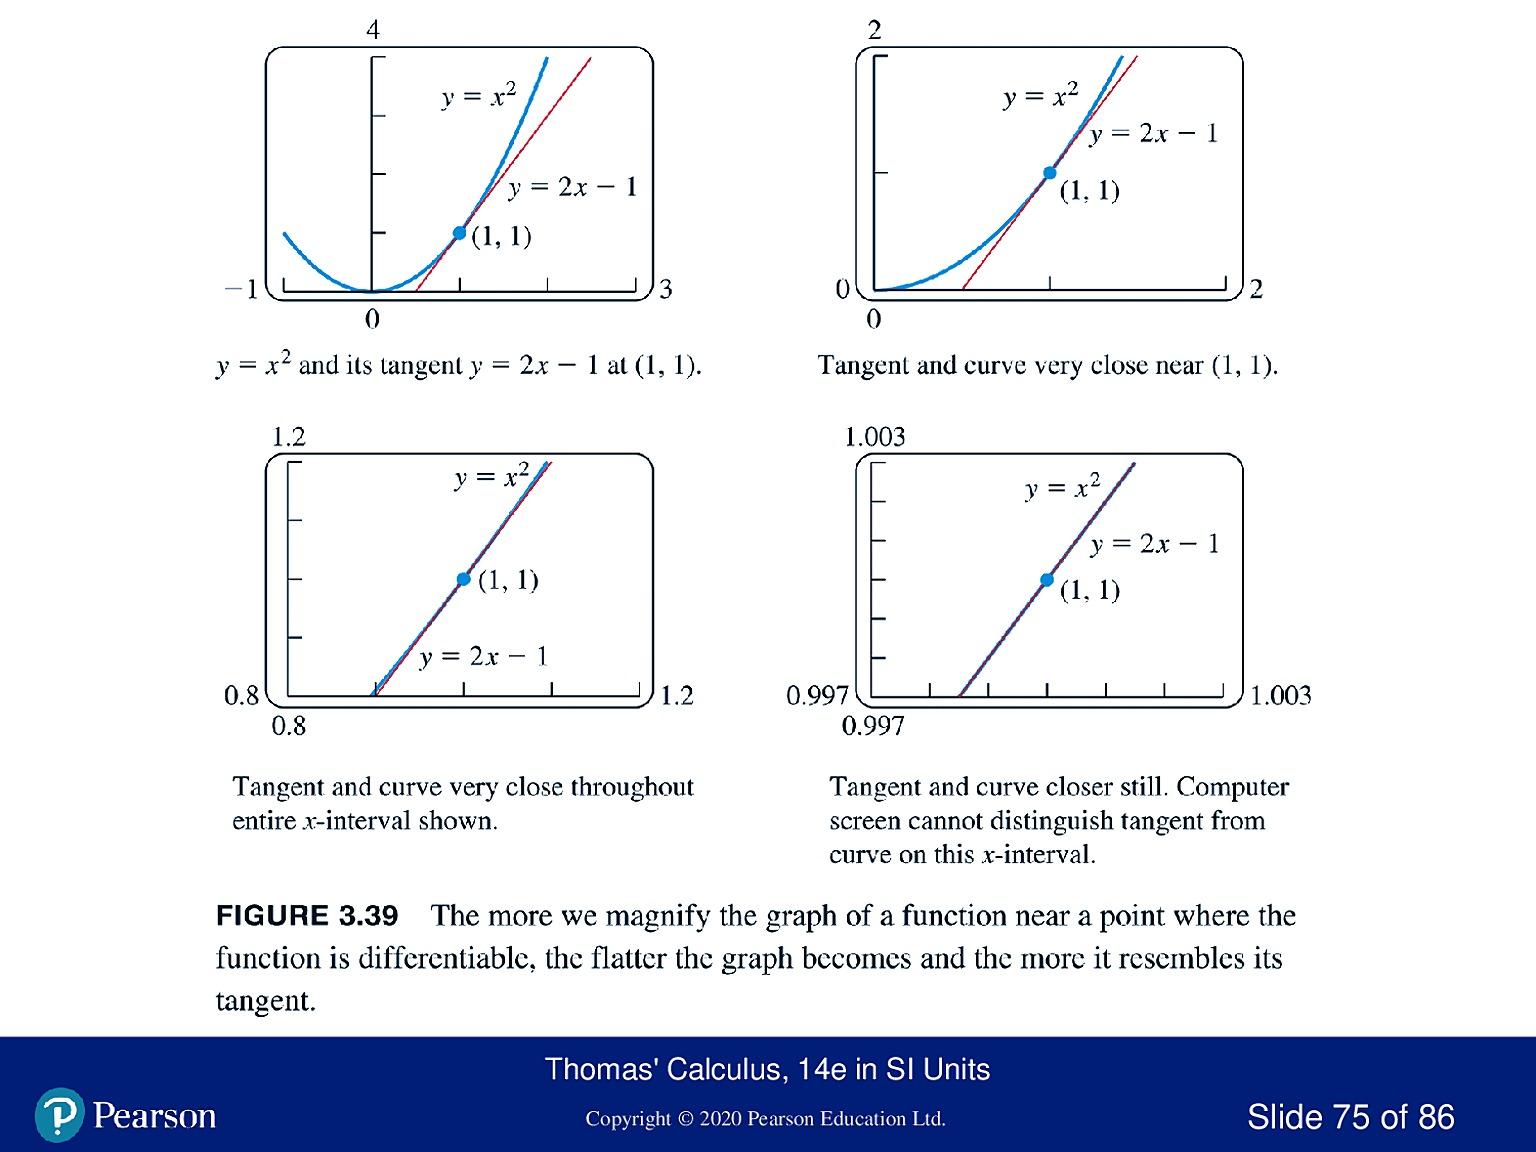 4
y = x²
y = 2x − 1
(1, 1)
−1
3
0
y = x² and its tangent y = 2x − 1 at (1, 1).
2
y = x²
y = 2x − 1
(1, 1)
0
2
0
Tangent and curve very close near (1, 1).
1.2
y = x²
(1, 1)
y = 2x − 1
0.8
1.2
0.8
Tangent and curve very close throughout
entire x-interval shown.
1.003
y = x²
y = 2x − 1
(1, 1)
0.997
1.003
0.997
Tangent and curve closer still. Computer
screen cannot distinguish tangent from
curve on this x-interval.
FIGURE 3.39 The more we magnify the graph of a function near a point where the
function is differentiable, the flatter the graph becomes and the more it resembles its
tangent.
Thomas' Calculus, 14e in SI Units
P Pearson
Copyright © 2020 Pearson Education Ltd.
Slide 75 of 86